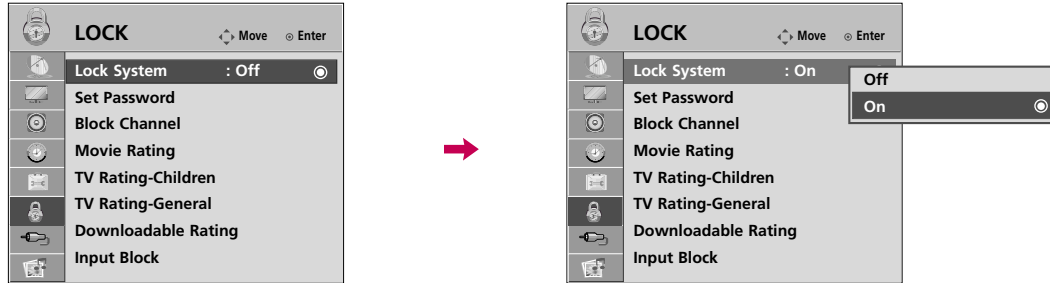 LOCK Move Enter
Lock System : Off
Set Password
Block Channel
Movie Rating
TV Rating-Children
TV Rating-General
Downloadable Rating
Input Block
LOCK Move Enter
Lock System : On
Set Password
Block Channel
Movie Rating
TV Rating-Children
TV Rating-General
Downloadable Rating
Input Block
Off
On